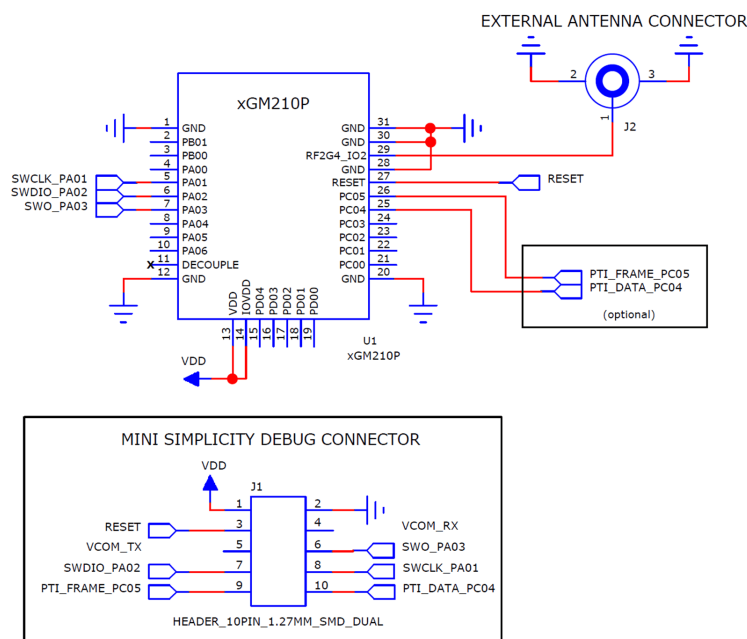 EXTERNAL ANTENNA CONNECTOR
2
3
1
J2
xGM210P
1 GND
2 PB01
3 PB00
4 PA00
SWCLK_PA01 5 PA01
SWDIO_PA02 6 PA02
SWO_PA03 7 PA03
8 PA04
9 PA05
10 PA06
x 11 DECOUPLE
12 GND
GND 31
GND 30
RF2G4_IO2 29
GND 28
RESET 27 RESET
PC05 26
PC04 25
PC03 24
PC02 23
PC01 22
PC00 21
GND 20
PTI_FRAME_PC05
PTI_DATA_PC04
(optional)
VDD IOVDD PD04 PD03 PD02 PD01 PD00
13 14 15 16 17 18 19
U1
xGM210P
VDD
MINI SIMPLICITY DEBUG CONNECTOR
VDD
J1
1 2
RESET 3 4 VCOM_RX
VCOM_TX 5 6 SWO_PA03
SWDIO_PA02 7 8 SWCLK_PA01
PTI_FRAME_PC05 9 10 PTI_DATA_PC04
HEADER_10PIN_1.27MM_SMD_DUAL